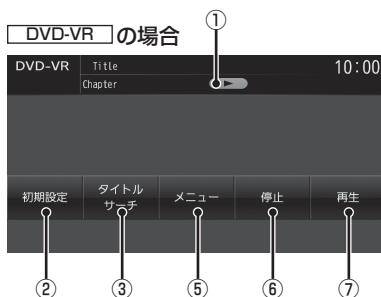 ①
DVD-VR の場合
DVD-VR Title 10:00
Chapter
初期設定 タイトル サーチ メニュー 停止 再生
② ③ ⑤ ⑥ ⑦